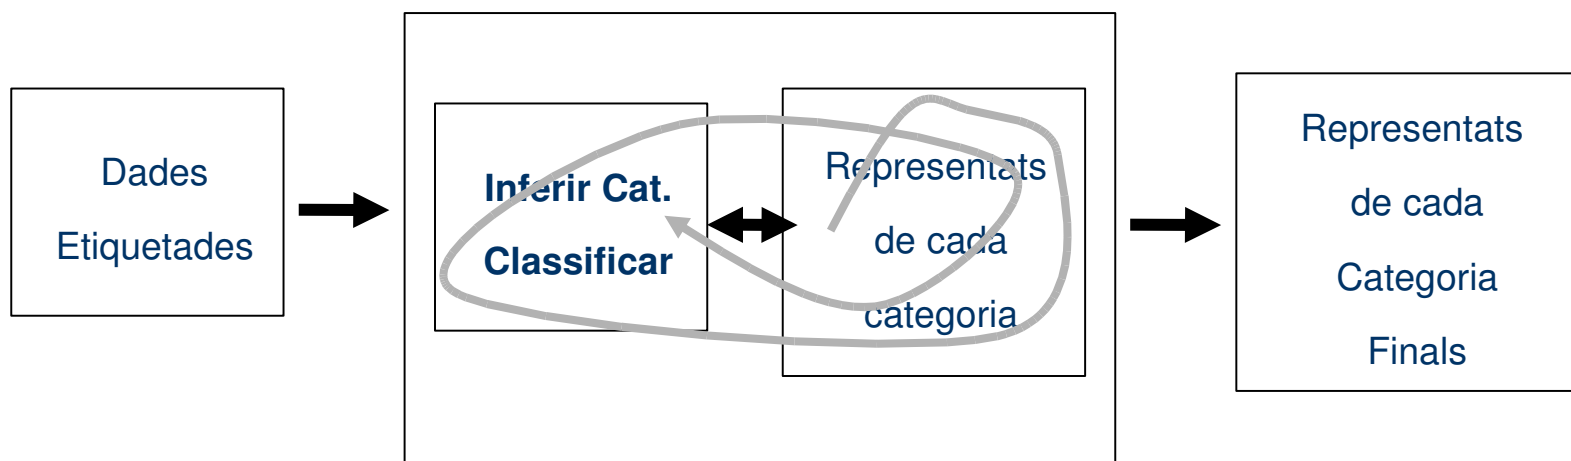 Dades
Etiquetades
Inferir Cat.
Classificar
Representats
de cada
categoria
Representats
de cada
Categoria
Finals